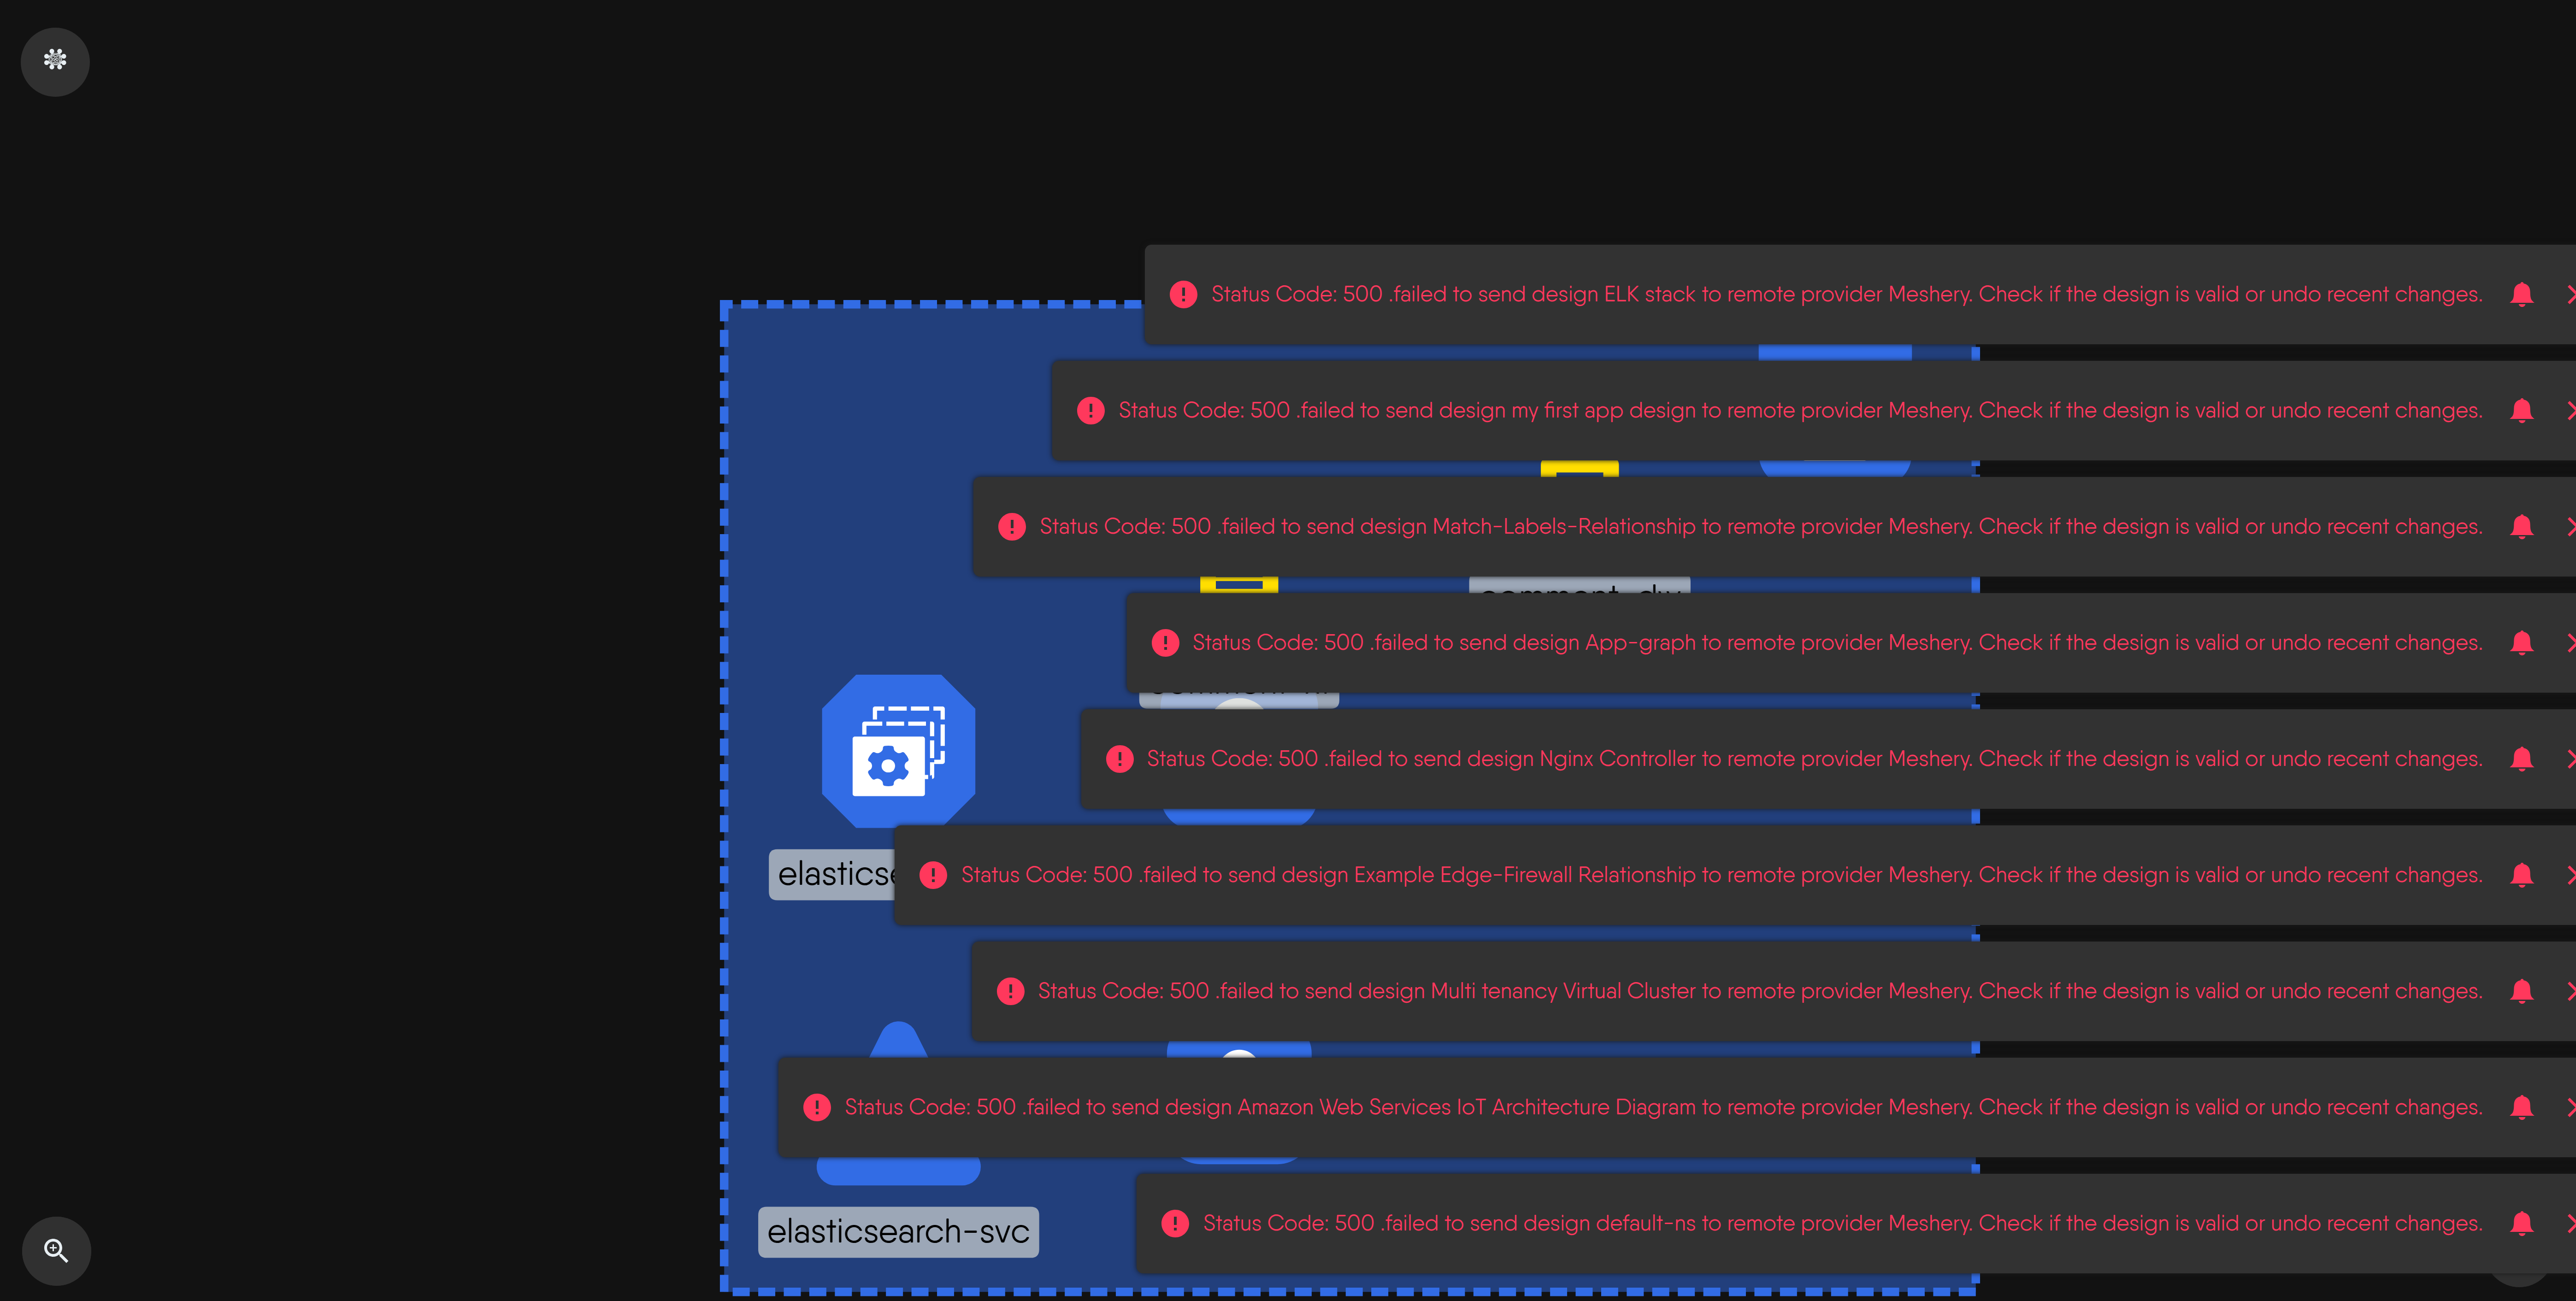 Status Code: 500 .failed to send design ELK stack to remote provider Meshery. Check if the design is valid or undo recent changes.
Status Code: 500 .failed to send design my first app design to remote provider Meshery. Check if the design is valid or undo recent changes.
Status Code: 500 .failed to send design Match-Labels-Relationship to remote provider Meshery. Check if the design is valid or undo recent changes.
Status Code: 500 .failed to send design App-graph to remote provider Meshery. Check if the design is valid or undo recent changes.
Status Code: 500 .failed to send design Nginx Controller to remote provider Meshery. Check if the design is valid or undo recent changes.
elasticse
Status Code: 500 .failed to send design Example Edge-Firewall Relationship to remote provider Meshery. Check if the design is valid or undo recent changes.
Status Code: 500 .failed to send design Multi tenancy Virtual Cluster to remote provider Meshery. Check if the design is valid or undo recent changes.
Status Code: 500 .failed to send design Amazon Web Services IoT Architecture Diagram to remote provider Meshery. Check if the design is valid or undo recent changes.
elasticsearch-svc
Status Code: 500 .failed to send design default-ns to remote provider Meshery. Check if the design is valid or undo recent changes.